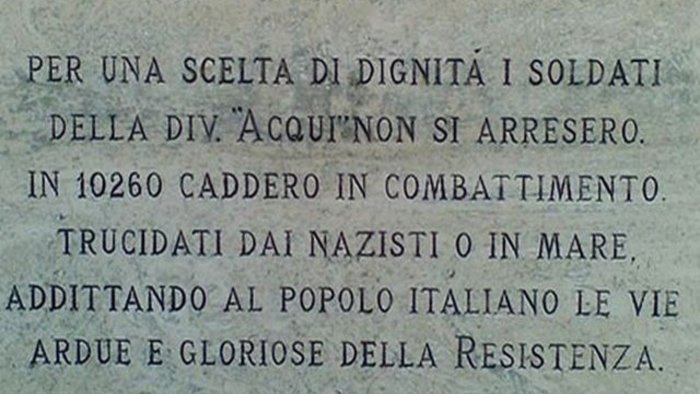 PER UNA SCELTA DI DIGNITÁ I SOLDATI
DELLA DIV. "ACQUI" NON SI ARRESERO.
IN 10260 CADDERO IN COMBATTIMENTO.
TRUCIDATI DAI NAZISTI O IN MARE,
ADDITTANDO AL POPOLO ITALIANO LE VIE
ARDUE E GLORIOSE DELLA RESISTENZA.